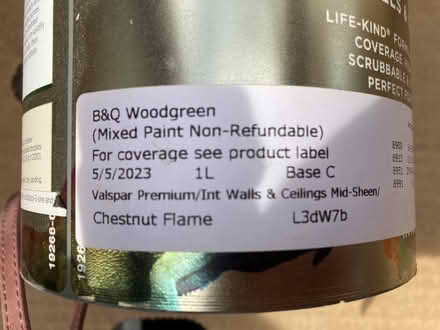 LIFE-KIND® FORM
COVERAGE
SCRUBBABLE
PERFECT F
B&Q Woodgreen
(Mixed Paint Non-Refundable)
For coverage see product label
5/5/2023 1L Base C
Valspar Premium/Int Walls & Ceilings Mid-Sheen/
Chestnut Flame L3dW7b